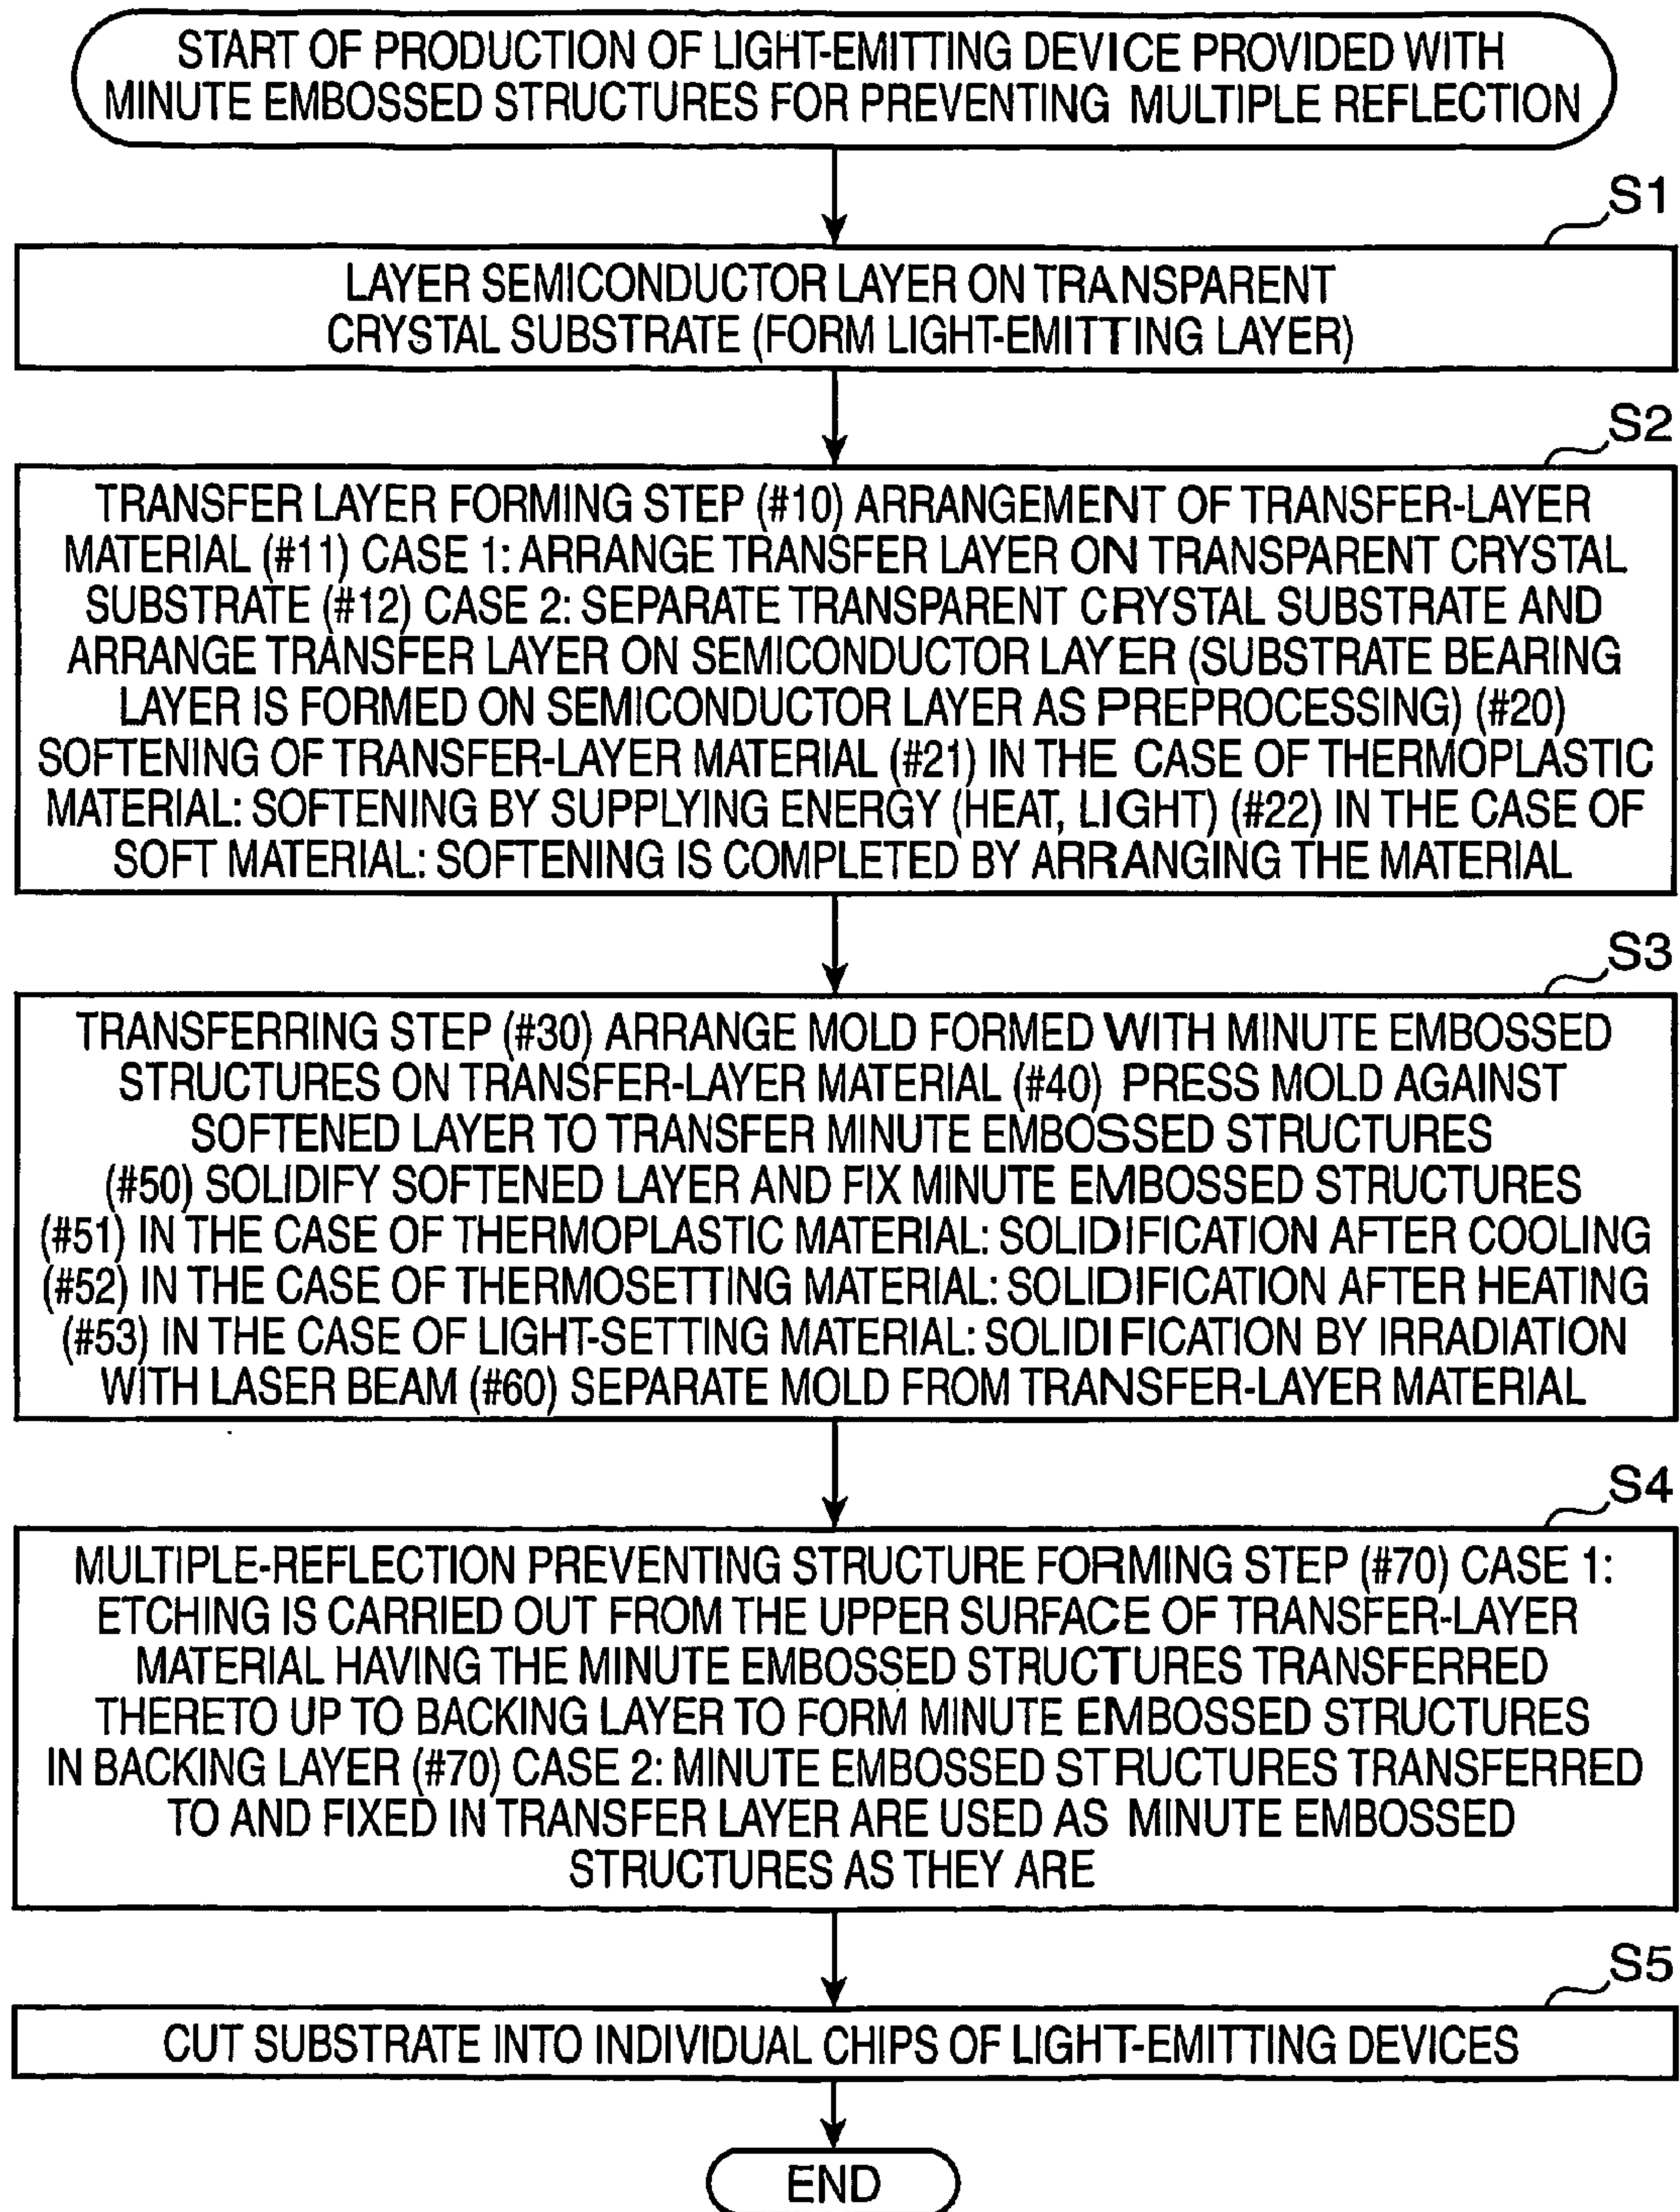 START OF PRODUCTION OF LIGHT-EMITTING DEVICE PROVIDED WITH
MINUTE EMBOSSED STRUCTURES FOR PREVENTING MULTIPLE REFLECTION
S1
LAYER SEMICONDUCTOR LAYER ON TRANSPARENT
CRYSTAL SUBSTRATE (FORM LIGHT-EMITTING LAYER)
S2
TRANSFER LAYER FORMING STEP (#10) ARRANGEMENT OF TRANSFER-LAYER
MATERIAL (#11) CASE 1: ARRANGE TRANSFER LAYER ON TRANSPARENT CRYSTAL
SUBSTRATE (#12) CASE 2: SEPARATE TRANSPARENT CRYSTAL SUBSTRATE AND
ARRANGE TRANSFER LAYER ON SEMICONDUCTOR LAYER (SUBSTRATE BEARING
LAYER IS FORMED ON SEMICONDUCTOR LAYER AS PREPROCESSING) (#20)
SOFTENING OF TRANSFER-LAYER MATERIAL (#21) IN THE CASE OF THERMOPLASTIC
MATERIAL: SOFTENING BY SUPPLYING ENERGY (HEAT, LIGHT) (#22) IN THE CASE OF
SOFT MATERIAL: SOFTENING IS COMPLETED BY ARRANGING THE MATERIAL
S3
TRANSFERRING STEP (#30) ARRANGE MOLD FORMED WITH MINUTE EMBOSSED
STRUCTURES ON TRANSFER-LAYER MATERIAL (#40) PRESS MOLD AGAINST
SOFTENED LAYER TO TRANSFER MINUTE EMBOSSED STRUCTURES
(#50) SOLIDIFY SOFTENED LAYER AND FIX MINUTE EMBOSSED STRUCTURES
(#51) IN THE CASE OF THERMOPLASTIC MATERIAL: SOLIDIFICATION AFTER COOLING
(#52) IN THE CASE OF THERMOSETTING MATERIAL: SOLIDIFICATION AFTER HEATING
(#53) IN THE CASE OF LIGHT-SETTING MATERIAL: SOLIDIFICATION BY IRRADIATION
WITH LASER BEAM (#60) SEPARATE MOLD FROM TRANSFER-LAYER MATERIAL
S4
MULTIPLE-REFLECTION PREVENTING STRUCTURE FORMING STEP (#70) CASE 1:
ETCHING IS CARRIED OUT FROM THE UPPER SURFACE OF TRANSFER-LAYER
MATERIAL HAVING THE MINUTE EMBOSSED STRUCTURES TRANSFERRED
THERETO UP TO BACKING LAYER TO FORM MINUTE EMBOSSED STRUCTURES
IN BACKING LAYER (#70) CASE 2: MINUTE EMBOSSED STRUCTURES TRANSFERRED
TO AND FIXED IN TRANSFER LAYER ARE USED AS MINUTE EMBOSSED
STRUCTURES AS THEY ARE
S5
CUT SUBSTRATE INTO INDIVIDUAL CHIPS OF LIGHT-EMITTING DEVICES
END